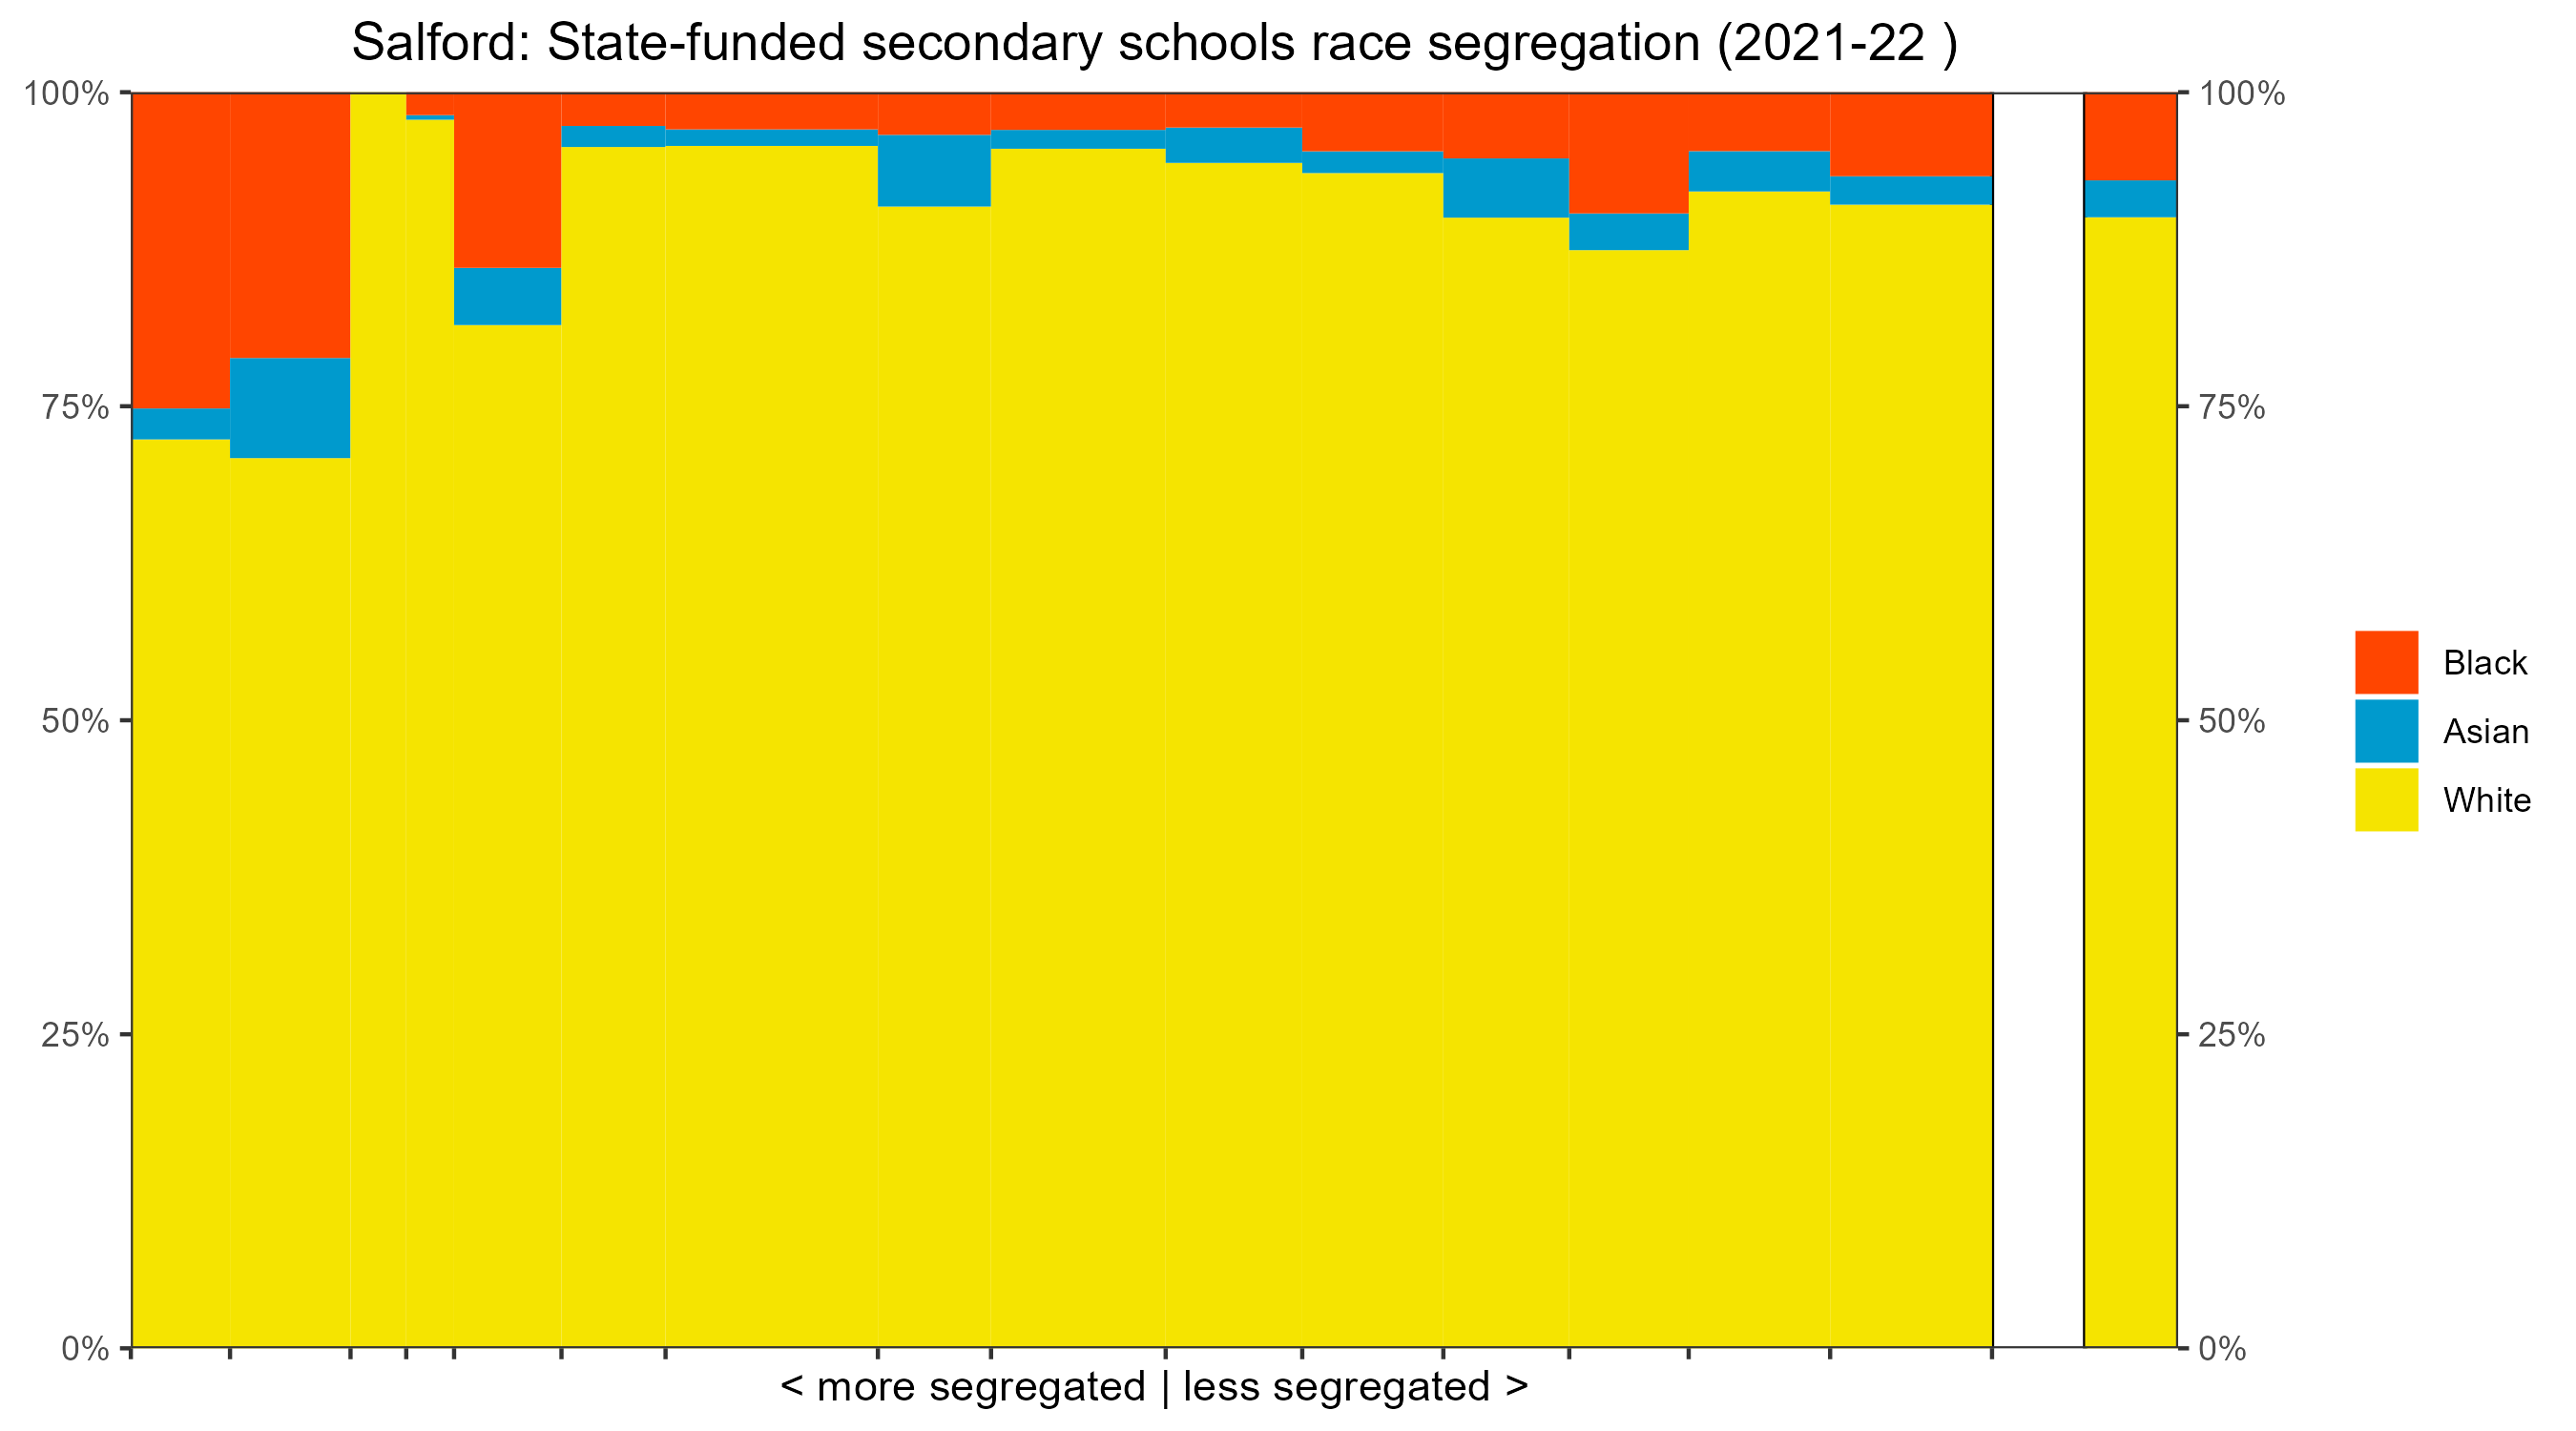 Salford: State-funded secondary schools race segregation (2021-22 )
100%
75%
50%
25%
0%
100%
75%
50%
25%
0%
Black
Asian
White
< more segregated | less segregated >